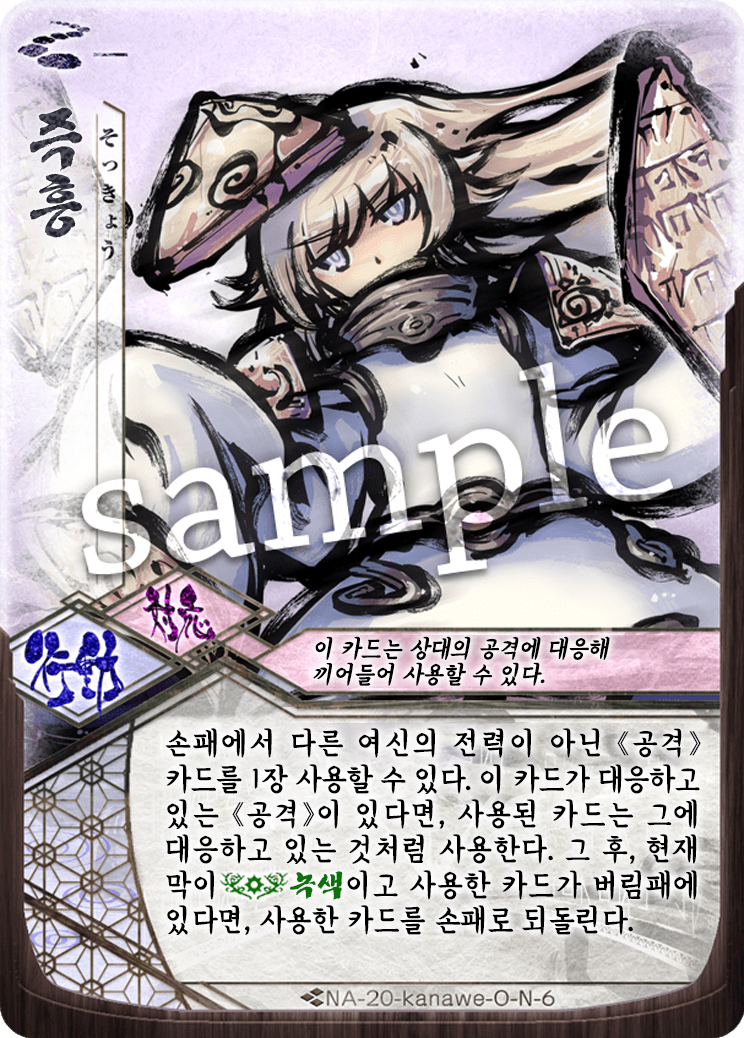 즉흥
そっきょう
sample
対応
行動
이 카드는 상대의 공격에 대응해
끼어들어 사용할 수 있다.
손패에서 다른 여신의 전력이 아닌 《공격》
카드를 1장 사용할 수 있다. 이 카드가 대응하고
있는 《공격》이 있다면, 사용된 카드는 그에
대응하고 있는 것처럼 사용한다. 그 후, 현재
막이 녹색이고 사용한 카드가 버림패에
있다면, 사용한 카드를 손패로 되돌린다.
NA-20-kanawe-O-N-6